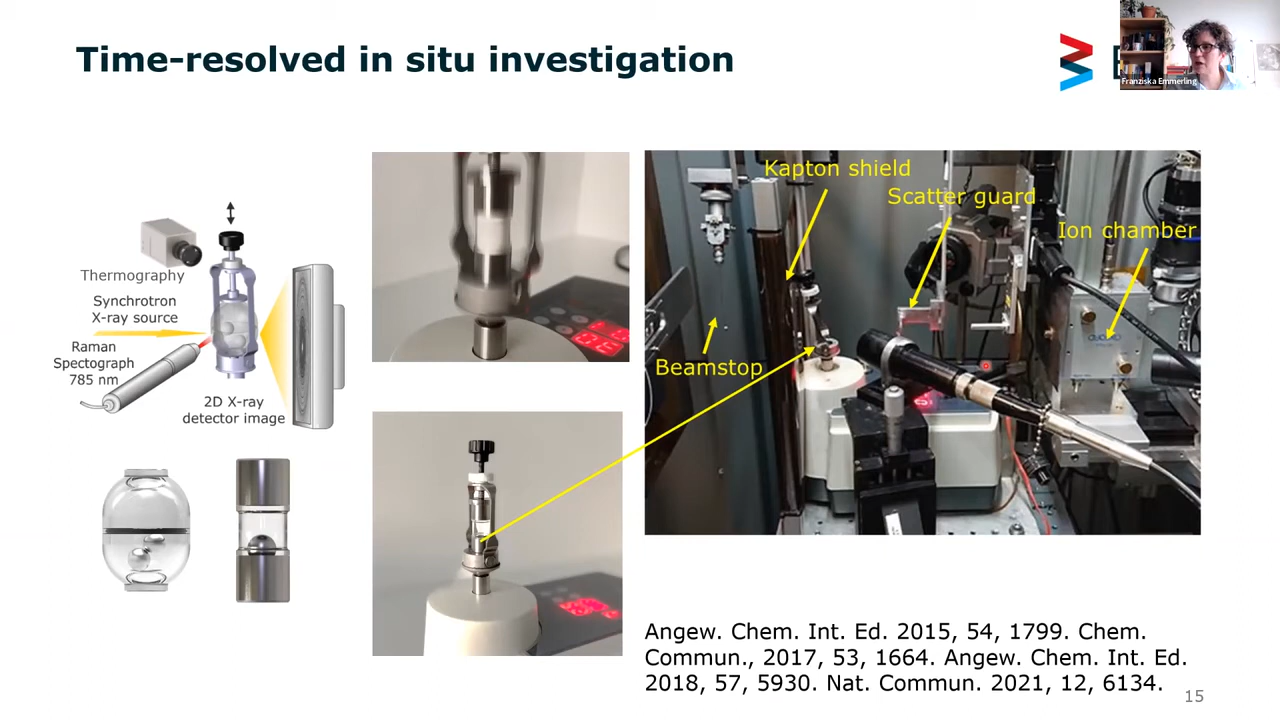 Time-resolved in situ investigation
Franziska Emmerling
Thermography
Synchrotron
X-ray source
Raman
Spectograph
785 nm
2D X-ray
detector image
Kapton shield
Scatter guard
Ion chamber
Beamstop
Angew. Chem. Int. Ed. 2015, 54, 1799. Chem.
Commun., 2017, 53, 1664. Angew. Chem. Int. Ed.
2018, 57, 5930. Nat. Commun. 2021, 12, 6134.
15